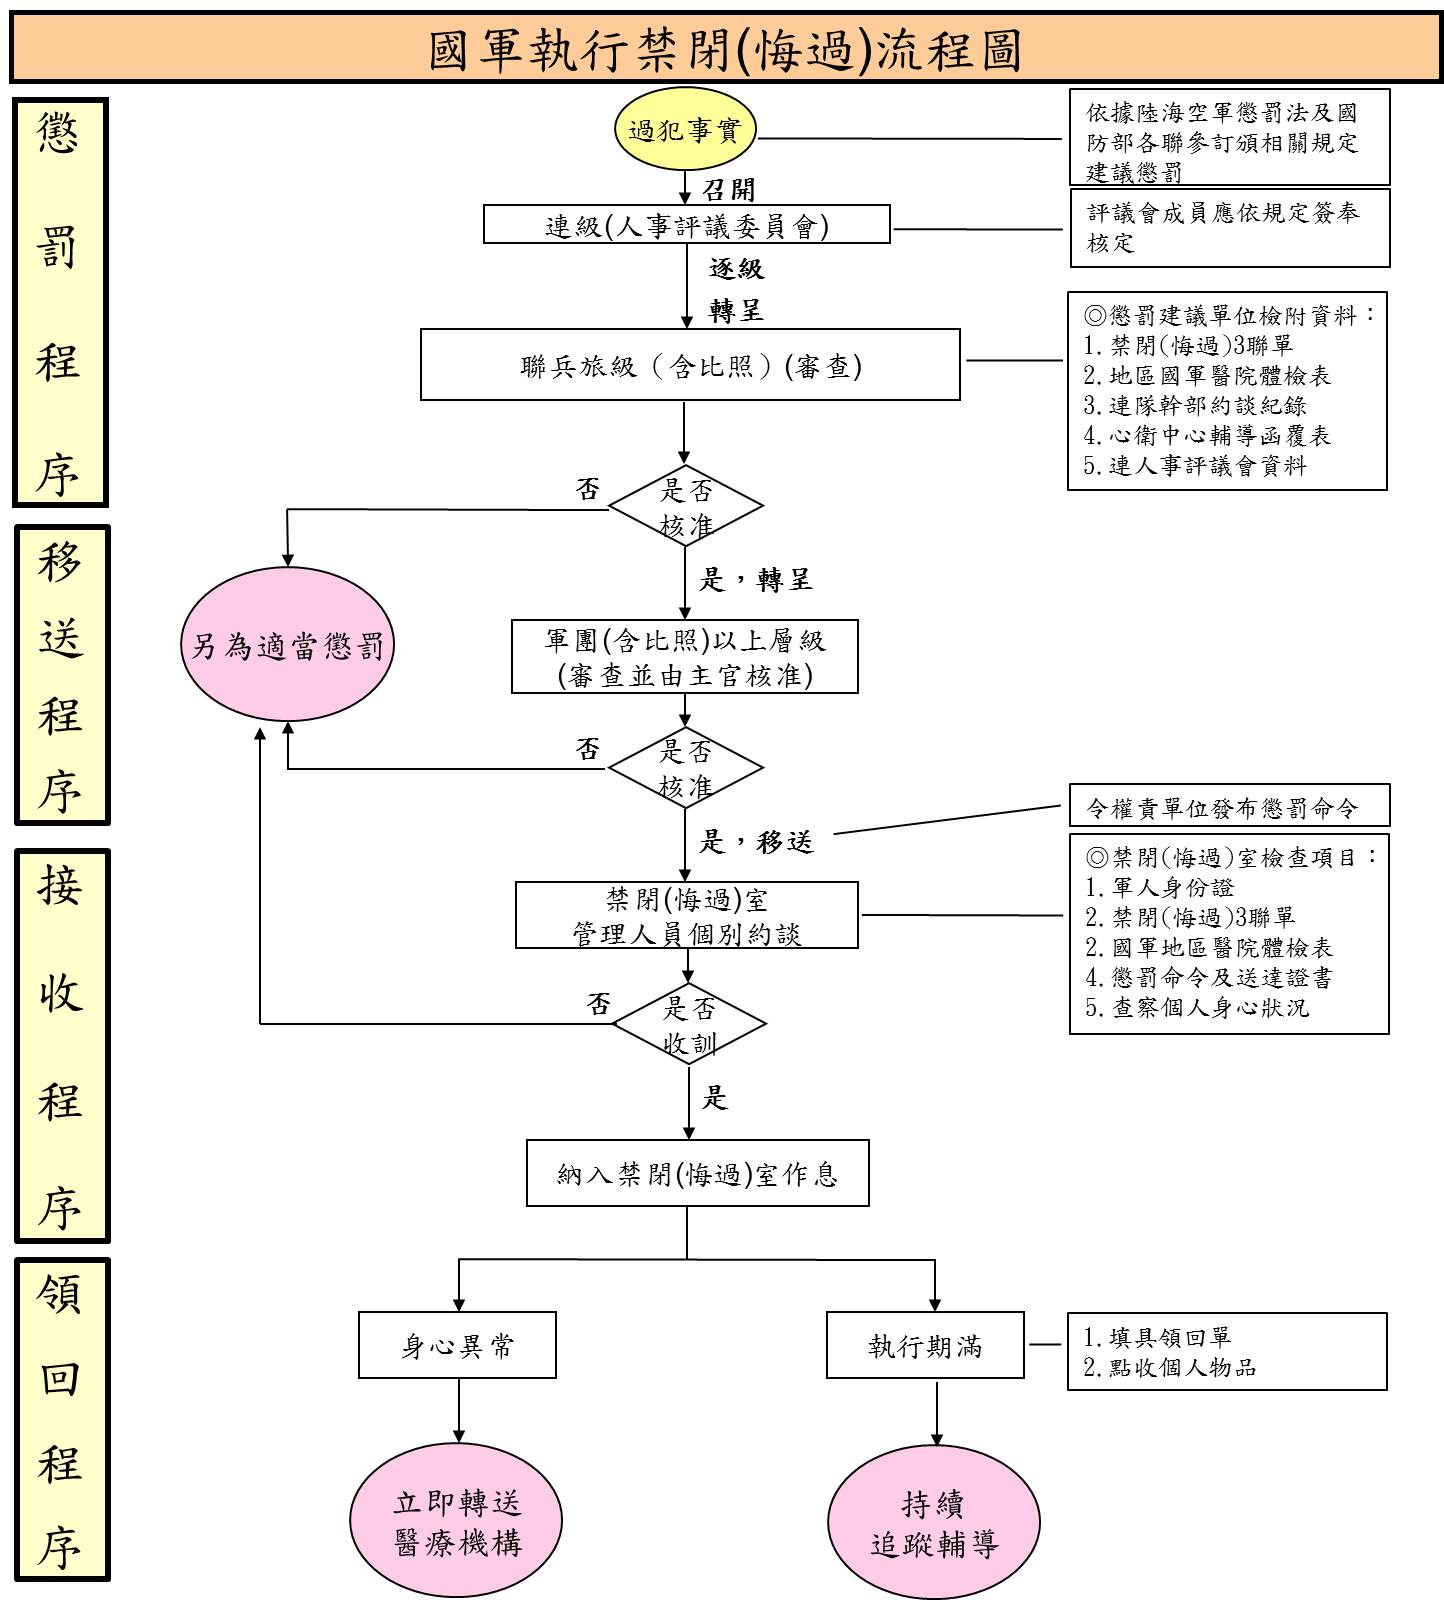 國軍執行禁閉(悔過)流程圖
懲罰程序
過犯事實
依據陸海空軍懲罰法及國
防部各聯參訂頒相關規定
建議懲罰
召開
連級(人事評議委員會)
評議會成員應依規定簽奉
核定
逐級
轉呈
聯兵旅級（含比照）(審查)
◎懲罰建議單位檢附資料：
1.禁閉(悔過)3聯單
2.地區國軍醫院體檢表
3.連隊幹部約談紀錄
4.心衛中心輔導函覆表
5.連人事評議會資料
是否
核准
否
移送程序
是，轉呈
另為適當懲罰
軍團(含比照)以上層級
(審查並由主官核准)
是否
核准
否
是，移送
令權責單位發布懲罰命令
接收程序
禁閉(悔過)室
管理人員個別約談
◎禁閉(悔過)室檢查項目：
1.軍人身份證
2.禁閉(悔過)3聯單
2.國軍地區醫院體檢表
4.懲罰命令及送達證書
5.查察個人身心狀況
是否
收訓
否
是
納入禁閉(悔過)室作息
領回程序
身心異常
執行期滿
1.填具領回單
2.點收個人物品
立即轉送
醫療機構
持續
追蹤輔導